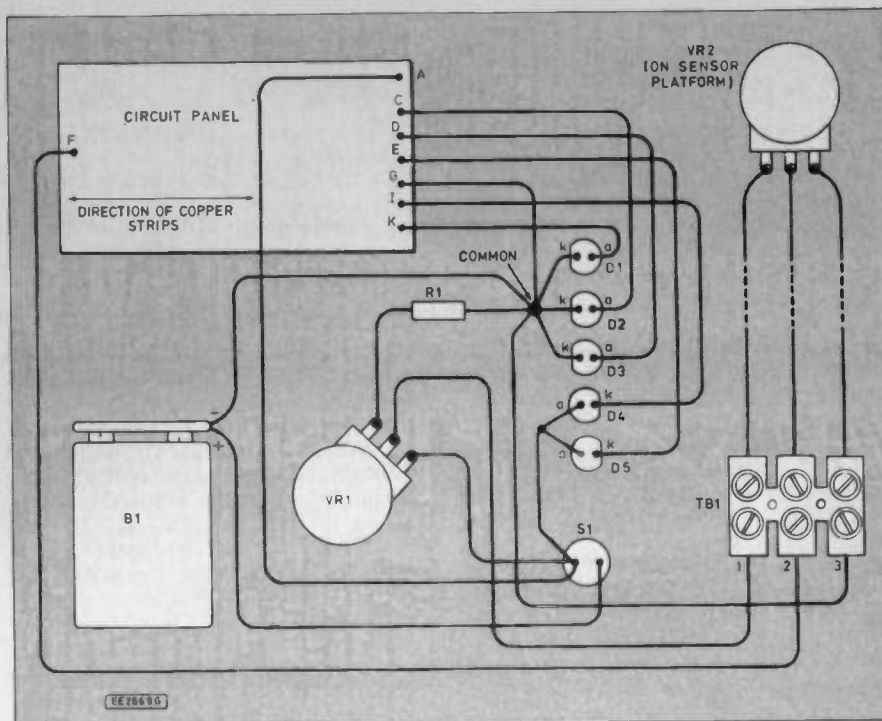 VR2
(ON SENSOR
PLATFORM)
A
CIRCUIT PANEL
C
D
F
E
G
DIRECTION OF COPPER
STRIPS
I
K
COMMON
k
a
D1
R1
k
a
D2
k
a
D3
-
a
k
D4
+
a
k
D5
VR1
TB1
B1
S1
1
2
3
EE2669G